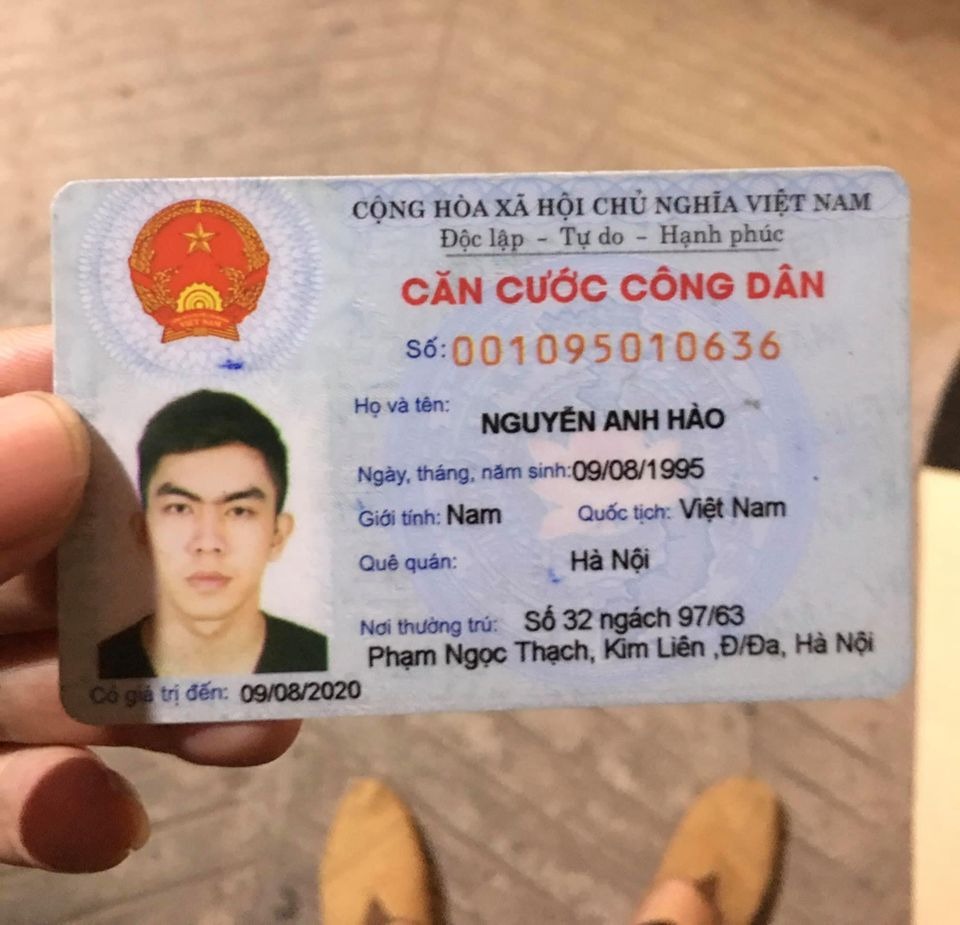 CỘNG HÒA XÃ HỘI CHỦ NGHĨA VIỆT NAM
Độc lập - Tự do - Hạnh phúc
CĂN CƯỚC CÔNG DÂN
Số: 001095010636
Họ và tên: NGUYỄN ANH HÀO
Ngày, tháng, năm sinh: 09/08/1995
Giới tính: Nam Quốc tịch: Việt Nam
Quê quán: Hà Nội
Nơi thường trú: Số 32 ngách 97/63
Phạm Ngọc Thạch, Kim Liên ,Đ/Đa, Hà Nội
Có giá trị đến: 09/08/2020
VIỆT NAM